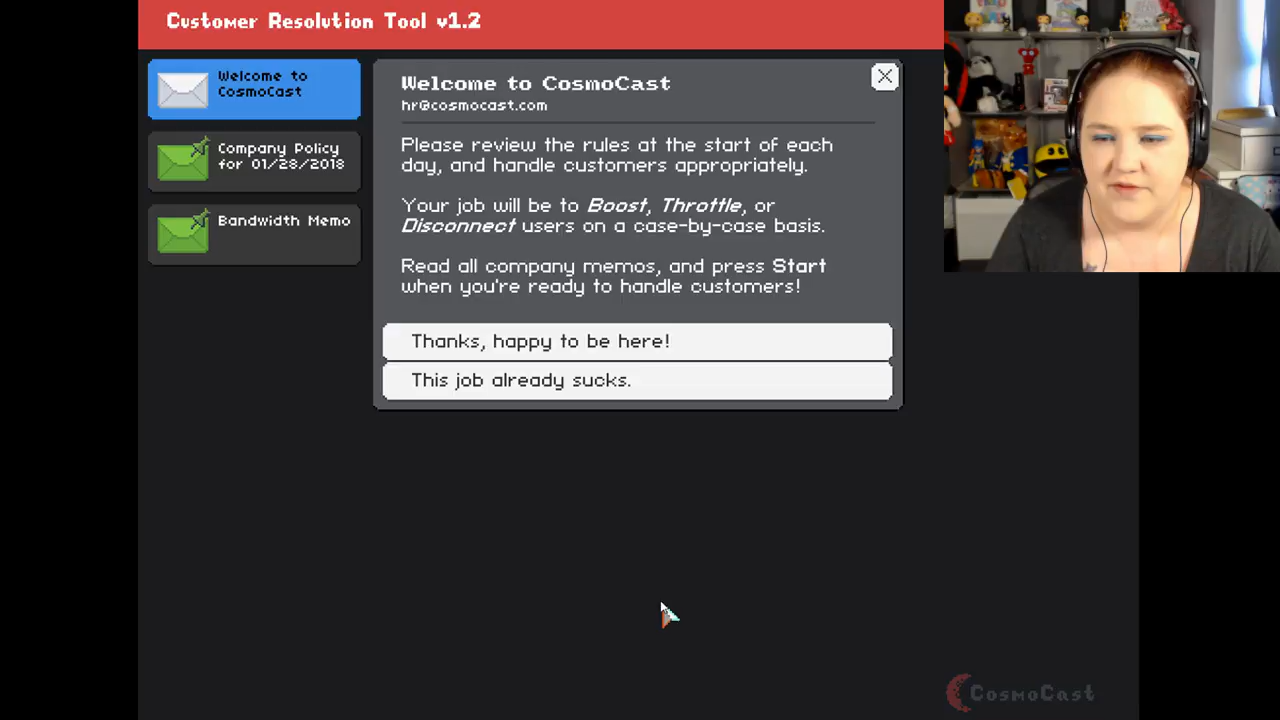 Customer Resolution Tool v1.2
Welcome to
CosmoCast
Company Policy
for 01/28/2018
Bandwidth Memo
Welcome to CosmoCast
hr@cosmocast.com
Please review the rules at the start of each
day, and handle customers appropriately.
Your job will be to Boost, Throttle, or
Disconnect users on a case-by-case basis.
Read all company memos, and press Start
when you're ready to handle customers!
Thanks, happy to be here!
This job already sucks.
CosmoCast